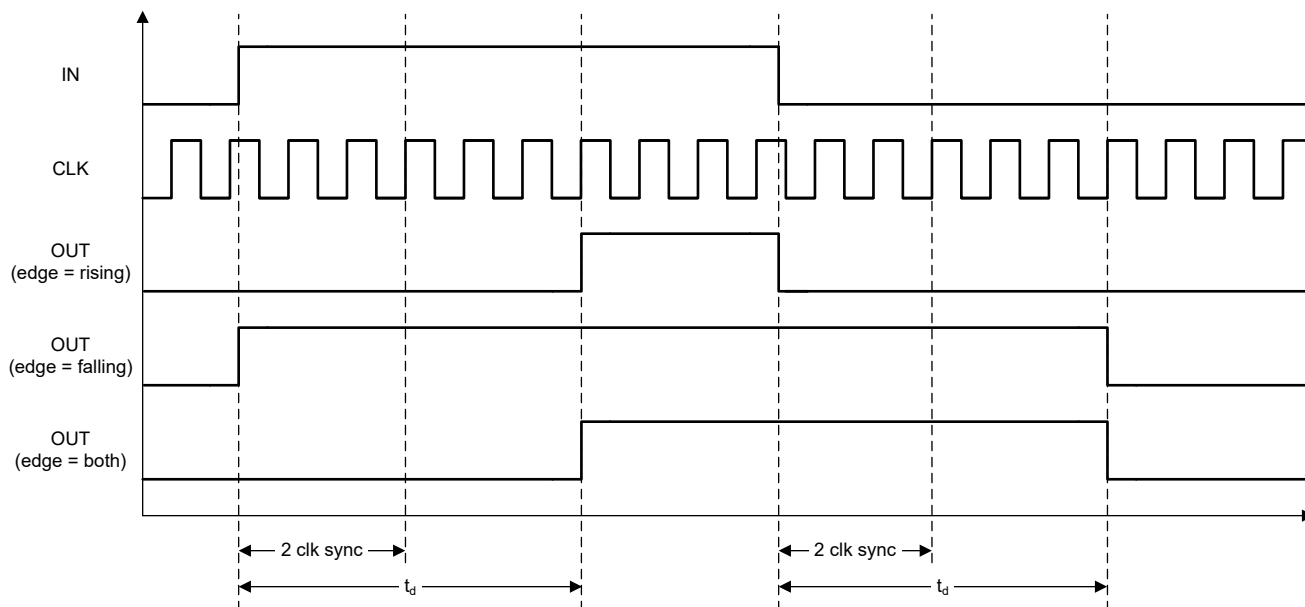 IN
CLK
OUT
(edge = rising)
OUT
(edge = falling)
OUT
(edge = both)
2 clk sync
2 clk sync
td
td